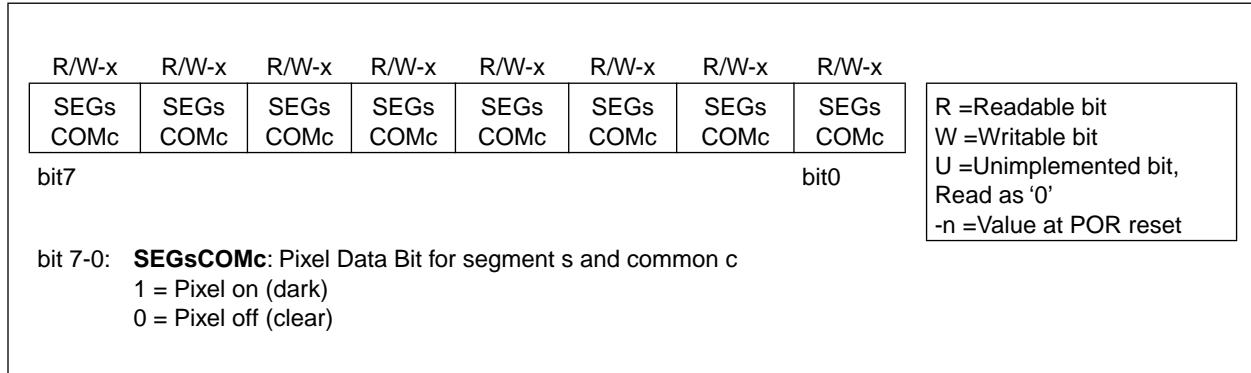 R/W-x R/W-x R/W-x R/W-x R/W-x R/W-x R/W-x R/W-x
SEGs SEGs SEGs SEGs SEGs SEGs SEGs SEGs
COMc COMc COMc COMc COMc COMc COMc COMc
bit7 bit0
R =Readable bit
W =Writable bit
U =Unimplemented bit,
Read as ‘0’
-n =Value at POR reset
bit 7-0: SEGsCOMc: Pixel Data Bit for segment s and common c
1 = Pixel on (dark)
0 = Pixel off (clear)